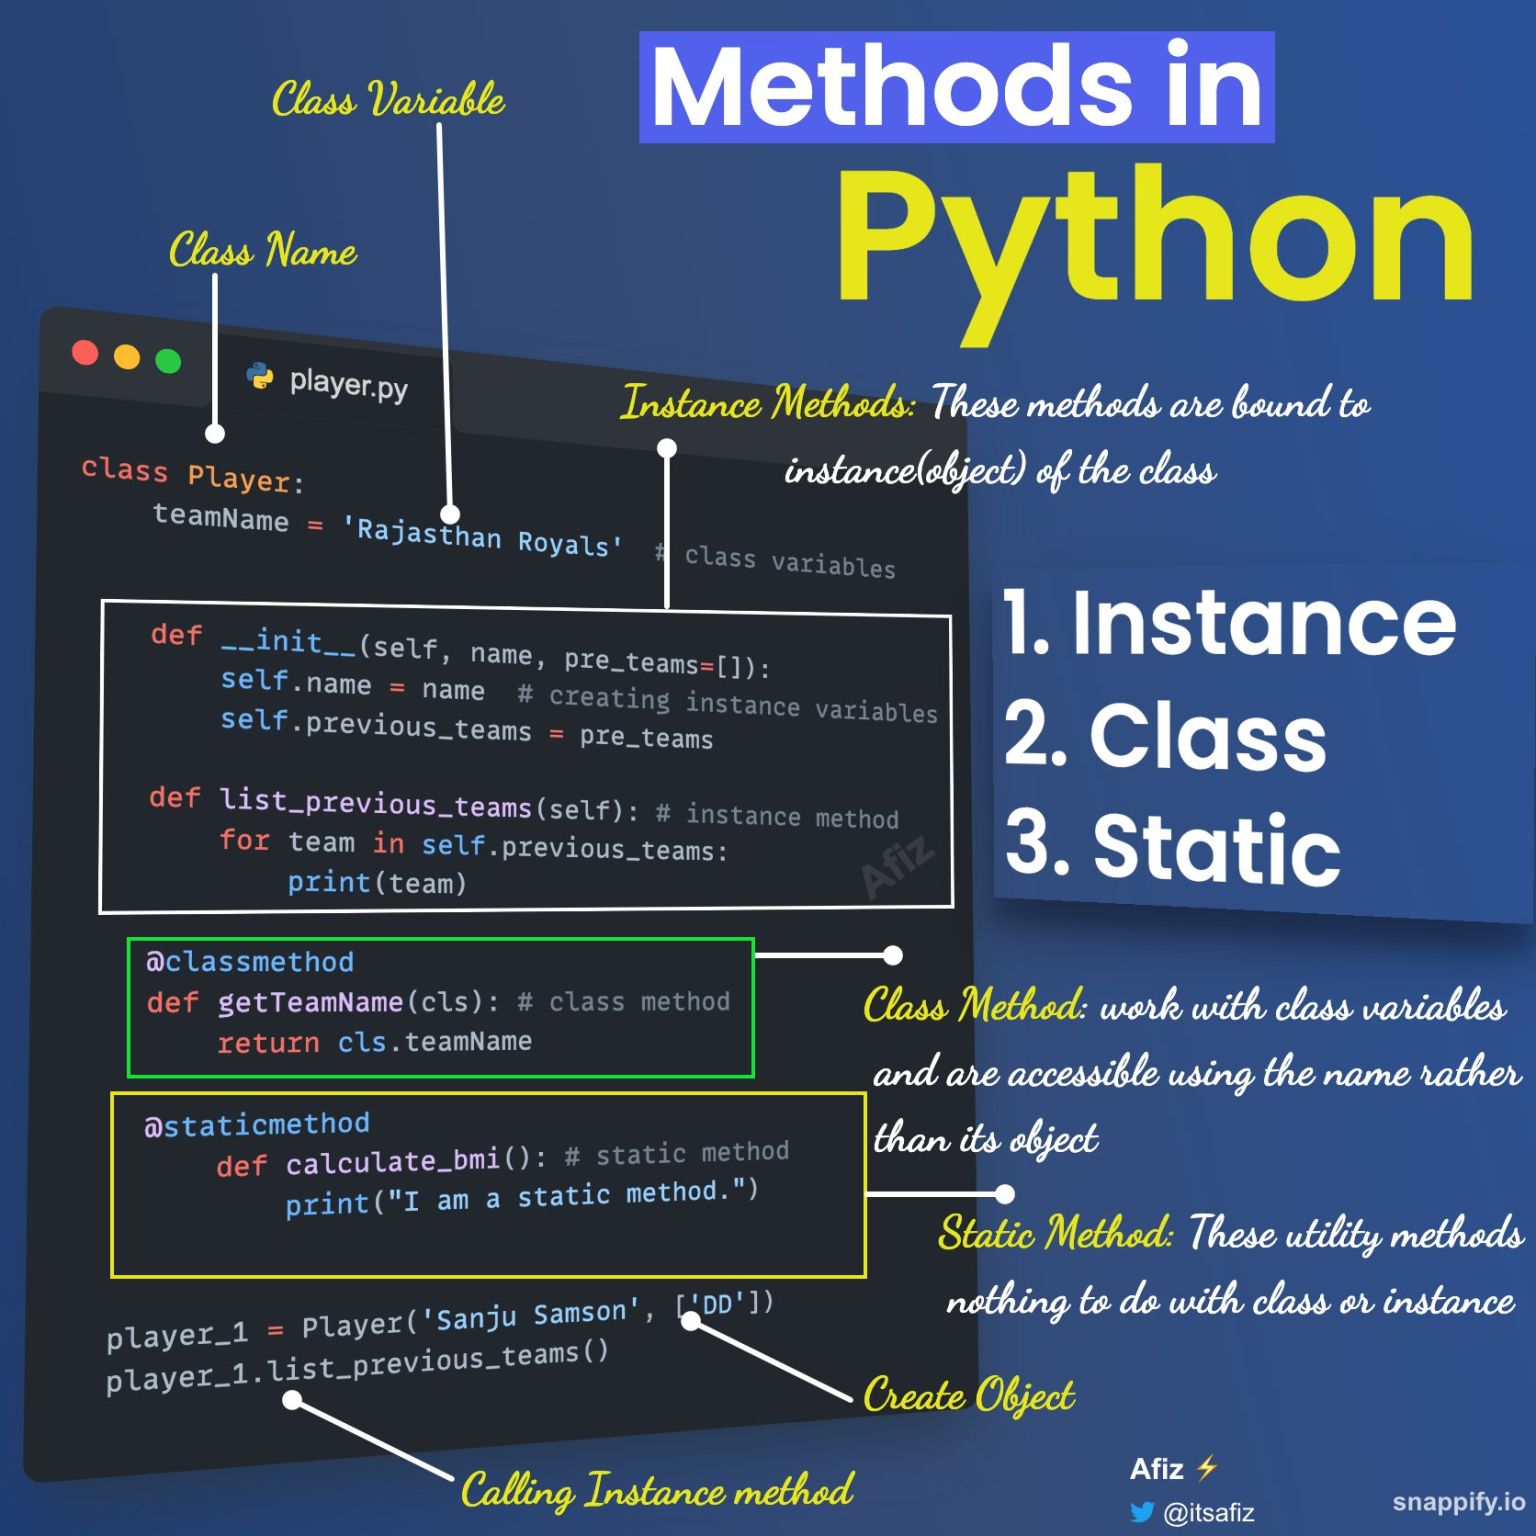 Methods in
Python
Class Variable
Class Name
player.py
Instance Methods: These methods are bound to
instance(object) of the class
class Player:
    teamName = 'Rajasthan Royals'  # class variables
    def __init__(self, name, pre_teams=[]):
        self.name = name  # creating instance variables
        self.previous_teams = pre_teams
    def list_previous_teams(self): # instance method
        for team in self.previous_teams:
            print(team)
Afiz
1. Instance
2. Class
3. Static
    @classmethod
    def getTeamName(cls): # class method
        return cls.teamName
Class Method: work with class variables
and are accessible using the name rather
than its object
    @staticmethod
        def calculate_bmi(): # static method
            print("I am a static method.")
Static Method: These utility methods
nothing to do with class or instance
player_1 = Player('Sanju Samson', ['DD'])
player_1.list_previous_teams()
Create Object
Calling Instance method
Afiz ⚡
@itsafiz
snappify.io